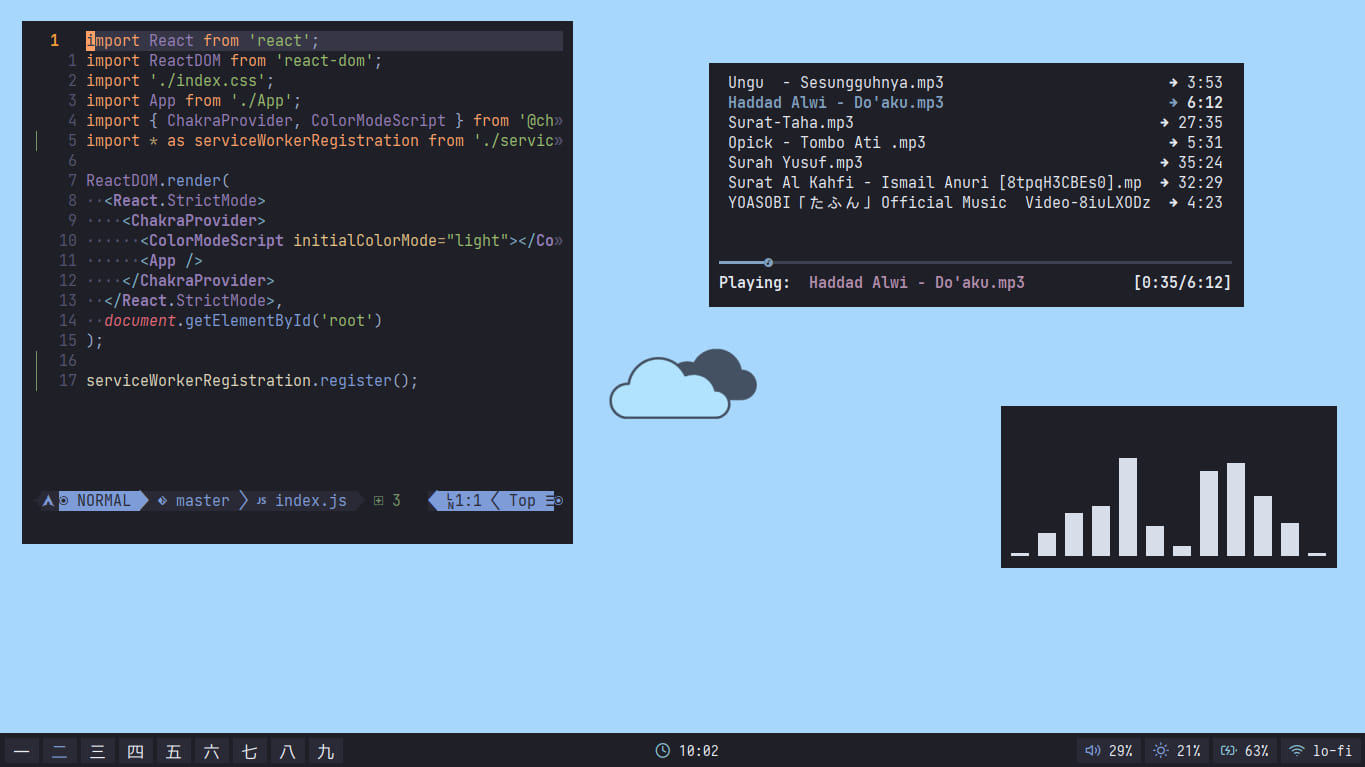 1 import React from 'react';
1 import ReactDOM from 'react-dom';
2 import './index.css';
3 import App from './App';
4 import { ChakraProvider, ColorModeScript } from '@ch»
5 import * as serviceWorkerRegistration from './servic»
6
7 ReactDOM.render(
8 ··<React.StrictMode>
9 ····<ChakraProvider>
10 ······<ColorModeScript initialColorMode="light"></Co»
11 ······<App />
12 ····</ChakraProvider>
13 ··</React.StrictMode>,
14 ··document.getElementById('root')
15 );
16
17 serviceWorkerRegistration.register();
NORMAL master JS index.js 3 LN 1:1 Top
Ungu  - Sesungguhnya.mp3 → 3:53
Haddad Alwi - Do'aku.mp3 → 6:12
Surat-Taha.mp3 → 27:35
Opick - Tombo Ati .mp3 → 5:31
Surah Yusuf.mp3 → 35:24
Surat Al Kahfi - Ismail Anuri [8tpqH3CBEs0].mp → 32:29
YOASOBI「たぶん」Official Music  Video-8iuLXODz → 4:23
Playing:  Haddad Alwi - Do'aku.mp3 [0:35/6:12]
一 二 三 四 五 六 七 八 九 10:02 29% 21% 63% lo-fi